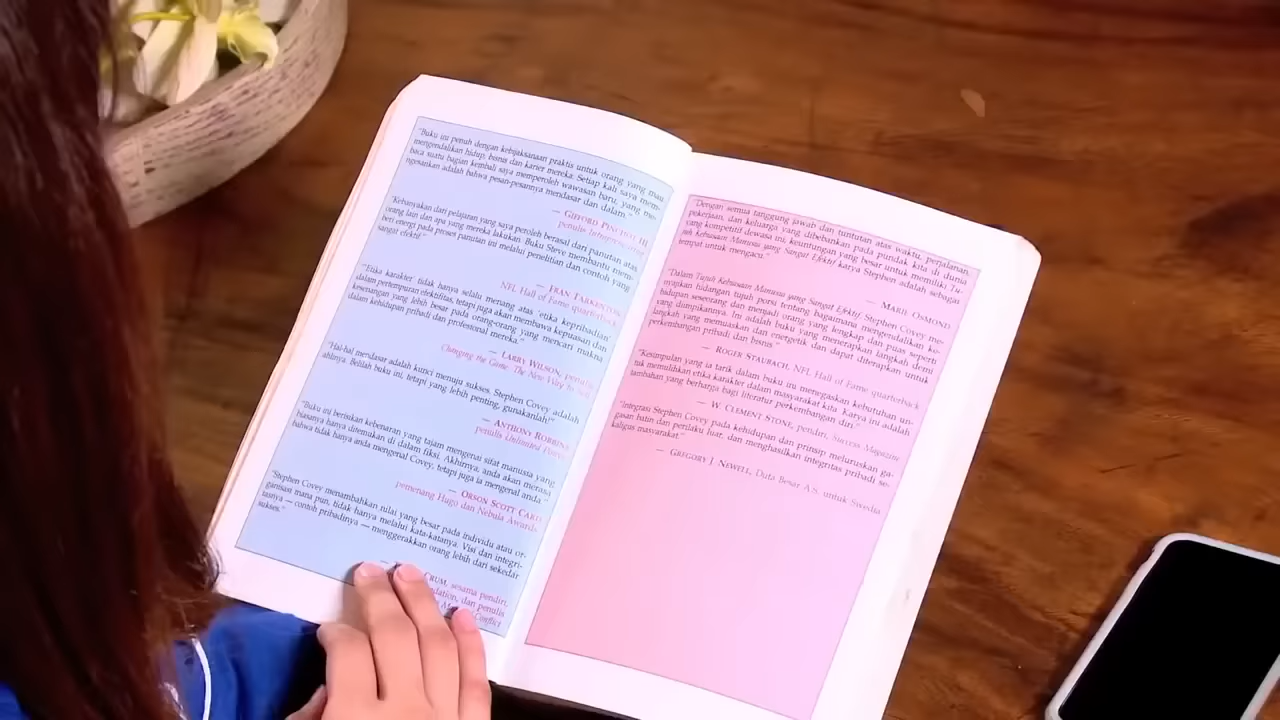 "Buku ini penuh dengan kebijaksanaan praktis untuk orang yang mau
mengendalikan hidup, bisnis dan karier mereka. Setiap kali saya mem-
baca suatu bagian kembali saya memperoleh wawasan baru, yang me-
ngesankan adalah bahwa pesan-pesannya mendasar dan dalam."
— GIFFORD PINCHOT III,
penulis Intrapreneuring
"Kebanyakan dari pelajaran yang saya peroleh berasal dari panutan atas
orang lain dan apa yang mereka lakukan. Buku Steve membantu mem-
beri energi pada proses panutan ini melalui penelitian dan contoh yang
sangat efektif."
— FRAN TARKENTON,
NFL Hall of Fame quarterback
"'Etika karakter' tidak hanya selalu menang atas 'etika kepribadian'
dalam pertempuran efektifitas, tetapi juga akan membawa kepuasan dan
kesenangan yang lebih besar pada orang-orang yang mencari makna
dalam kehidupan pribadi dan profesional mereka."
— LARRY WILSON, penulis
Changing the Game: The New Way to Sell
"Hal-hal mendasar adalah kunci menuju sukses. Stephen Covey adalah
ahlinya. Belilah buku ini, tetapi yang lebih penting, gunakanlah!"
— ANTHONY ROBBINS,
penulis Unlimited Power
"Buku ini berisikan kebenaran yang tajam mengenai sifat manusia yang
biasanya hanya ditemukan di dalam fiksi. Akhirnya, anda akan merasa
bahwa tidak hanya anda mengenal Covey, tetapi juga ia mengenal anda."
— ORSON SCOTT CARD,
pemenang Hugo dan Nebula Awards
"Stephen Covey menambahkan nilai yang besar pada individu atau or-
ganisasi mana pun, tidak hanya melalui kata-katanya. Visi dan integri-
tasnya — contoh pribadinya — menggerakkan orang lebih dari sekedar
sukses."
CRUM, sesama pendiri,
dan penulis
Conflict
"Dengan semua tanggung jawab dan tuntutan atas waktu, perjalanan,
pekerjaan, dan keluarga yang dibebankan pada pundak kita di dunia
yang kompetitif dewasa ini, keuntungan yang besar untuk memiliki Tu-
juh Kebiasaan Manusia yang Sangat Efektif karya Stephen adalah sebagai
tempat untuk mengacu."
— MARIE OSMOND
"Dalam Tujuh Kebiasaan Manusia yang Sangat Efektif, Stephen Covey me-
nyajikan hidangan tujuh porsi tentang bagaimana mengendalikan ke-
hidupan seseorang dan menjadi orang yang lengkap dan puas seperti
yang diimpikannya. Ini adalah buku yang menerapkan langkah demi
langkah yang memuaskan dan energetik dan dapat diterapkan untuk
perkembangan pribadi dan bisnis."
— ROGER STAUBACH, NFL Hall of Fame quarterback
"Kesimpulan yang ia tarik dalam buku ini menegaskan kebutuhan un-
tuk memulihkan etika karakter dalam masyarakat kita. Karya ini adalah
tambahan yang berharga bagi literatur perkembangan diri."
— W. CLEMENT STONE, pendiri, Success Magazine
"Integrasi Stephen Covey pada kehidupan dan prinsip meluruskan ga-
gasan batin dan perilaku luar, dan menghasilkan integritas pribadi se-
kaligus masyarakat."
— GREGORY J. NEWELL, Duta Besar A.S. untuk Swedia